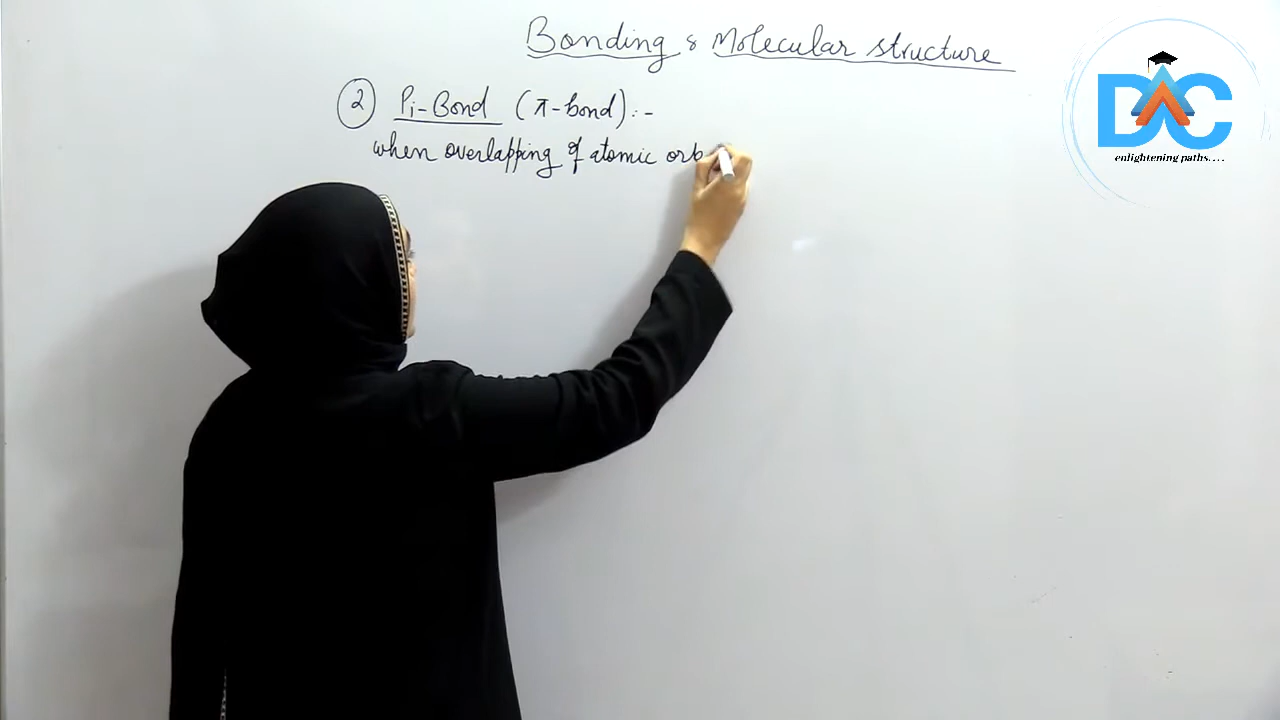 Bonding & Molecular structure
② Pi-Bond (π-bond):-
when overlapping of atomic orb
DAC
enlightening paths....